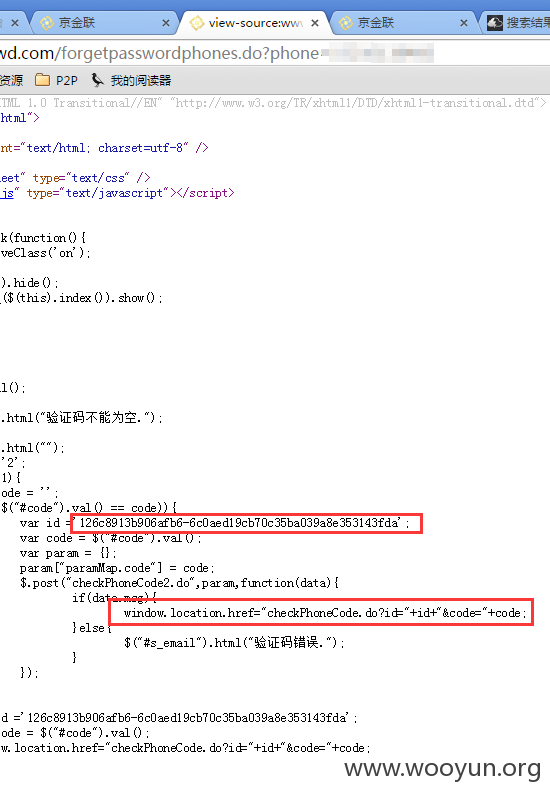 京金联 × view-source:wwv × 京金联 × 搜索结果
wd.com/forgetpasswordphones.do?phone=
资源 P2P 我的阅读器
HTML 1.0 Transitional//EN" "http://www.w3.org/TR/xhtml1/DTD/xhtml1-transitional.dtd">
html">
nt="text/html; charset=utf-8" />
eet" type="text/css" />
js" type="text/javascript"></script>
k(function(){
veClass('on');
).hide();
($(this).index()).show();
l();
.html("验证码不能为空.");
.html("");
'2';
1){
ode = '';
$("#code").val() == code)){
var id ='126c8913b906afb6-6c0aed19cb70c35ba039a8e353143fda';
var code = $("#code").val();
var param = {};
param["paramMap.code"] = code;
$.post("checkPhoneCode2.do",param,function(data){
if(data.msg){
window.location.href="checkPhoneCode.do?id="+id+"&code="+code;
}else{
$("#s_email").html("验证码错误.");
}
});
d ='126c8913b906afb6-6c0aed19cb70c35ba039a8e353143fda';
ode = $("#code").val();
w.location.href="checkPhoneCode.do?id="+id+"&code="+code;
www.wooyun.org